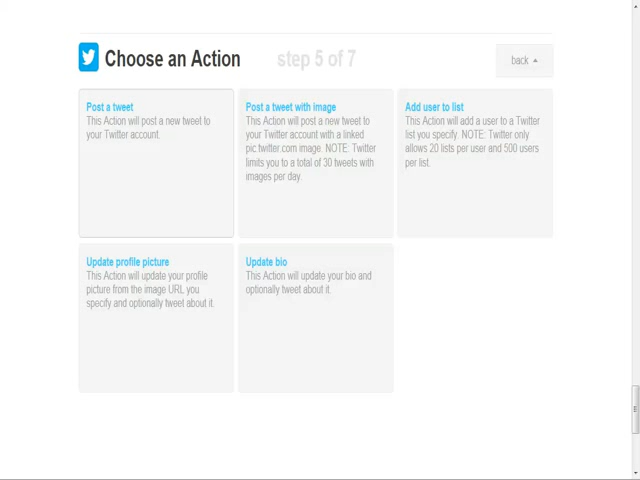 Choose an Action
step 5 of 7
back
Post a tweet
This Action will post a new tweet to
your Twitter account.
Post a tweet with image
This Action will post a new tweet to
your Twitter account with a linked
pic.twitter.com image. NOTE: Twitter
limits you to a total of 30 tweets with
images per day.
Add user to list
This Action will add a user to a Twitter
list you specify. NOTE: Twitter only
allows 20 lists per user and 500 users
per list.
Update profile picture
This Action will update your profile
picture from the image URL you
specify and optionally tweet about it.
Update bio
This Action will update your bio and
optionally tweet about it.